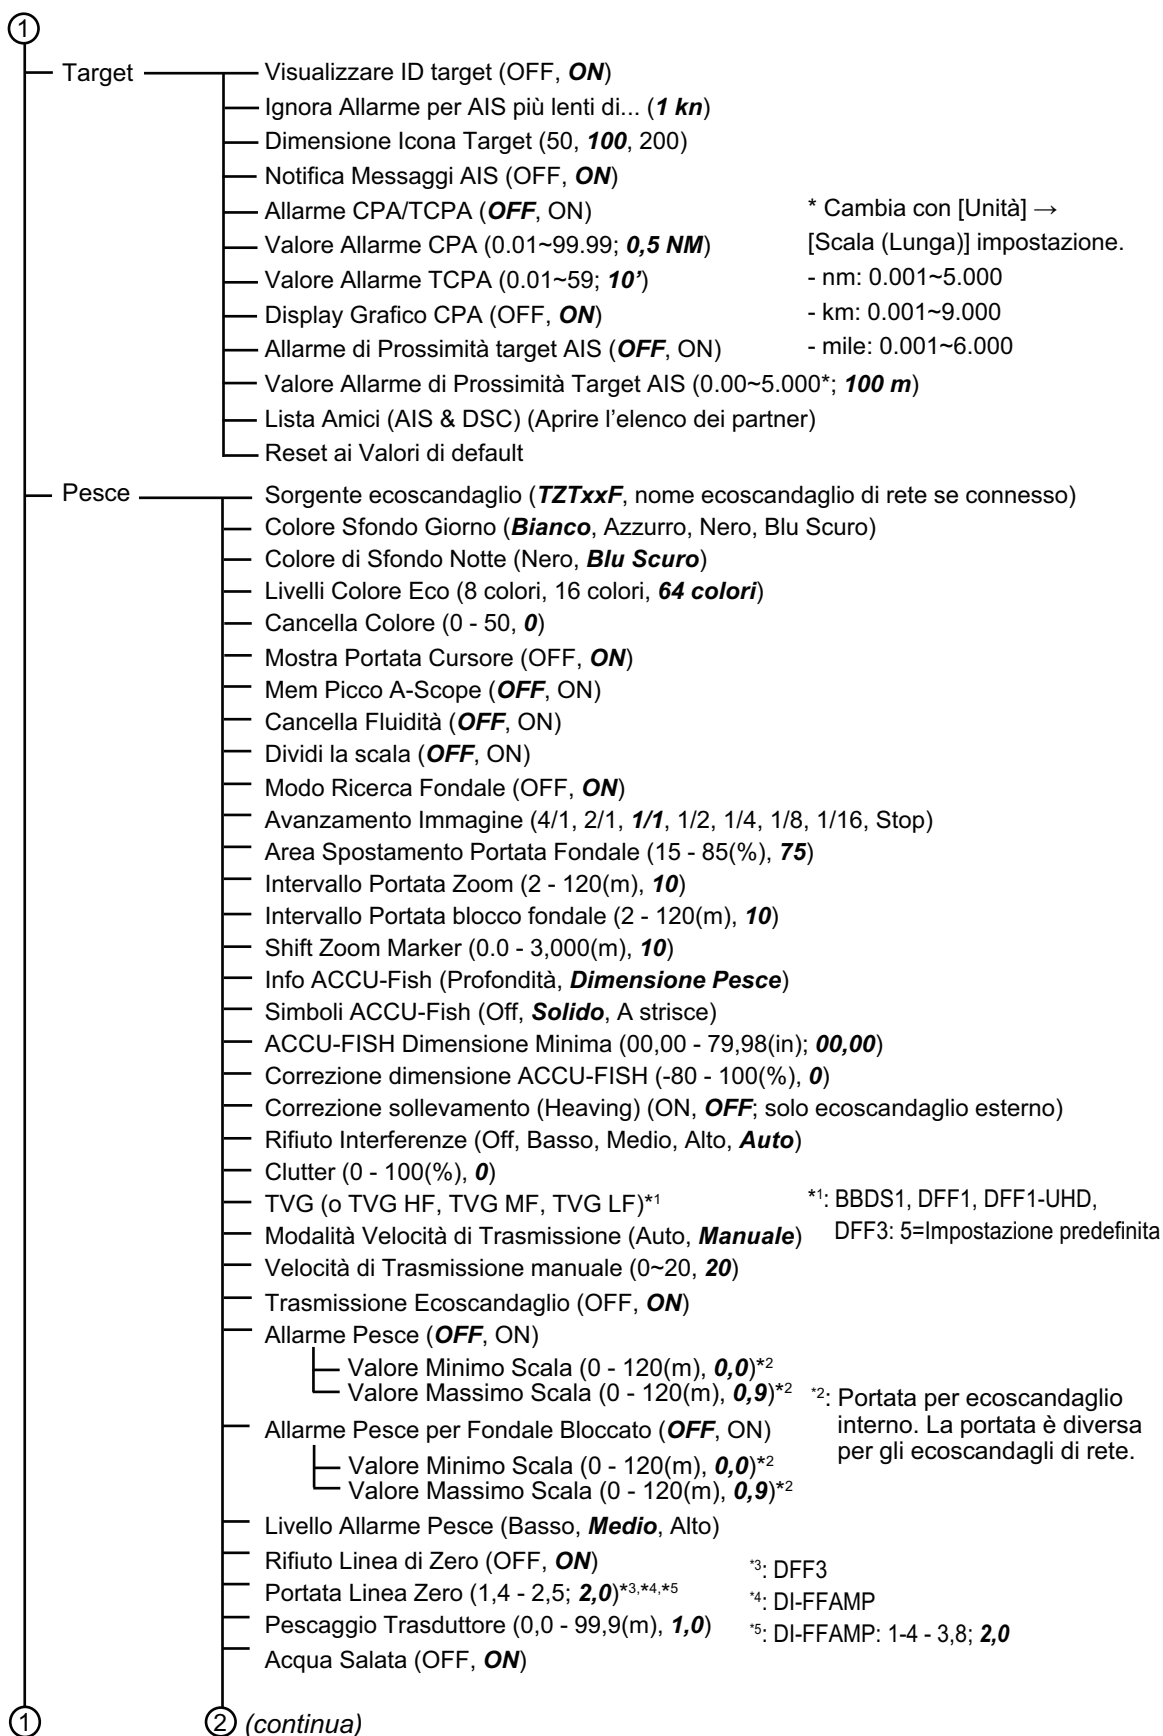 1
Target
Visualizzare ID target (OFF, ON)
Ignora Allarme per AIS più lenti di... (1 kn)
Dimensione Icona Target (50, 100, 200)
Notifica Messaggi AIS (OFF, ON)
Allarme CPA/TCPA (OFF, ON)
Valore Allarme CPA (0.01~99.99; 0,5 NM)
Valore Allarme TCPA (0.01~59; 10’)
Display Grafico CPA (OFF, ON)
Allarme di Prossimità target AIS (OFF, ON)
Valore Allarme di Prossimità Target AIS (0.00~5.000*; 100 m)
Lista Amici (AIS & DSC) (Aprire l’elenco dei partner)
Reset ai Valori di default
* Cambia con [Unità] →
[Scala (Lunga)] impostazione.
- nm: 0.001~5.000
- km: 0.001~9.000
- mile: 0.001~6.000
Pesce
Sorgente ecoscandaglio (TZTxxF, nome ecoscandaglio di rete se connesso)
Colore Sfondo Giorno (Bianco, Azzurro, Nero, Blu Scuro)
Colore di Sfondo Notte (Nero, Blu Scuro)
Livelli Colore Eco (8 colori, 16 colori, 64 colori)
Cancella Colore (0 - 50, 0)
Mostra Portata Cursore (OFF, ON)
Mem Picco A-Scope (OFF, ON)
Cancella Fluidità (OFF, ON)
Dividi la scala (OFF, ON)
Modo Ricerca Fondale (OFF, ON)
Avanzamento Immagine (4/1, 2/1, 1/1, 1/2, 1/4, 1/8, 1/16, Stop)
Area Spostamento Portata Fondale (15 - 85(%), 75)
Intervallo Portata Zoom (2 - 120(m), 10)
Intervallo Portata blocco fondale (2 - 120(m), 10)
Shift Zoom Marker (0.0 - 3,000(m), 10)
Info ACCU-Fish (Profondità, Dimensione Pesce)
Simboli ACCU-Fish (Off, Solido, A strisce)
ACCU-FISH Dimensione Minima (00,00 - 79,98(in); 00,00)
Correzione dimensione ACCU-FISH (-80 - 100(%), 0)
Correzione sollevamento (Heaving) (ON, OFF; solo ecoscandaglio esterno)
Rifiuto Interferenze (Off, Basso, Medio, Alto, Auto)
Clutter (0 - 100(%), 0)
TVG (o TVG HF, TVG MF, TVG LF)*1
Modalità Velocità di Trasmissione (Auto, Manuale)
*1: BBDS1, DFF1, DFF1-UHD,
DFF3: 5=Impostazione predefinita
Velocità di Trasmissione manuale (0~20, 20)
Trasmissione Ecoscandaglio (OFF, ON)
Allarme Pesce (OFF, ON)
Valore Minimo Scala (0 - 120(m), 0,0)*2
Valore Massimo Scala (0 - 120(m), 0,9)*2
Allarme Pesce per Fondale Bloccato (OFF, ON)
Valore Minimo Scala (0 - 120(m), 0,0)*2
Valore Massimo Scala (0 - 120(m), 0,9)*2
*2: Portata per ecoscandaglio
interno. La portata è diversa
per gli ecoscandagli di rete.
Livello Allarme Pesce (Basso, Medio, Alto)
Rifiuto Linea di Zero (OFF, ON)
Portata Linea Zero (1,4 - 2,5; 2,0)*3,*4,*5
Pescaggio Trasduttore (0,0 - 99,9(m), 1,0)
Acqua Salata (OFF, ON)
*3: DFF3
*4: DI-FFAMP
*5: DI-FFAMP: 1-4 - 3,8; 2,0
1
2 (continua)